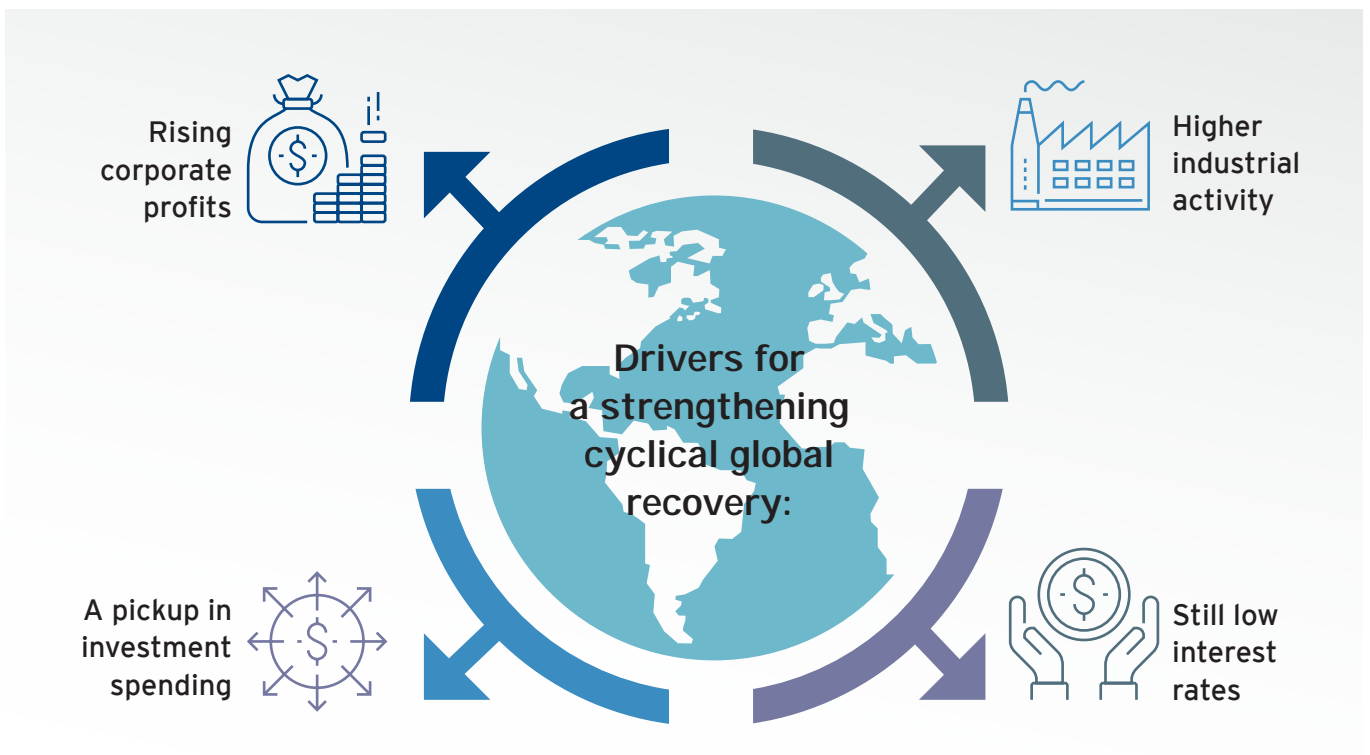 Rising
corporate
profits
Higher
industrial
activity
Drivers for
a strengthening
cyclical global
recovery:
A pickup in
investment
spending
Still low
interest
rates